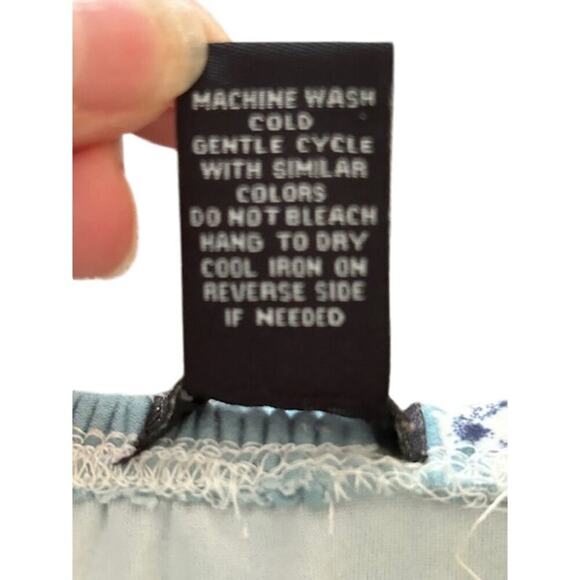 MACHINE WASH
COLD
GENTLE CYCLE
WITH SIMILAR
COLORS
DO NOT BLEACH
HANG TO DRY
COOL IRON ON
REVERSE SIDE
IF NEEDED